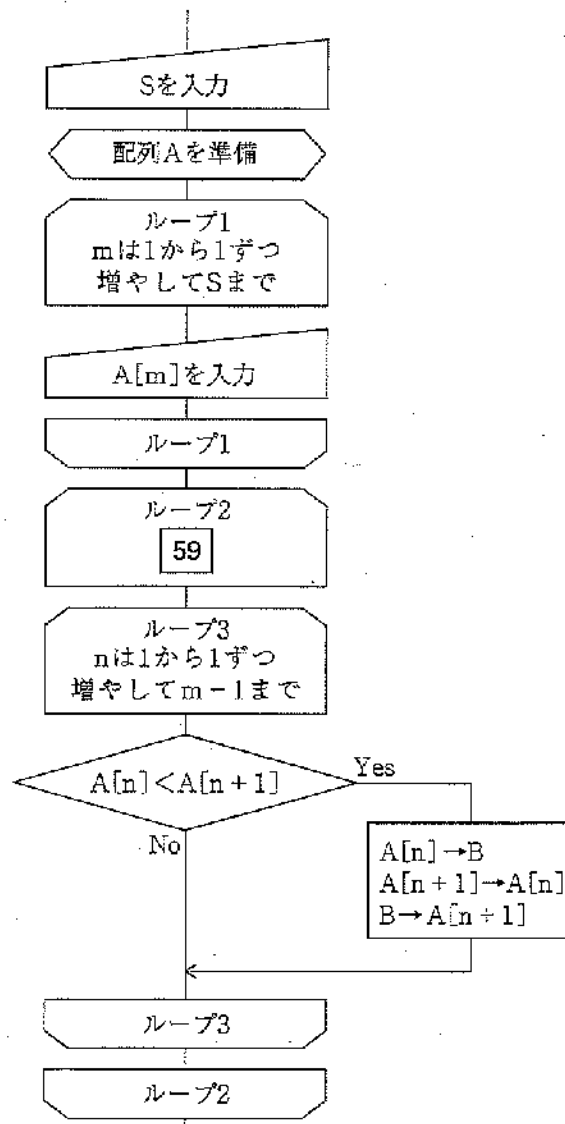 Sを入力
配列Aを準備
ループ1
mは1から1ずつ
増やしてSまで
A[m]を入力
ループ1
ループ2
59
ループ3
nは1から1ずつ
増やしてm－1まで
A[n]<A[n＋1]
Yes
No
A[n]→B
A[n＋1]→A[n]
B→A[n＋1]
ループ3
ループ2